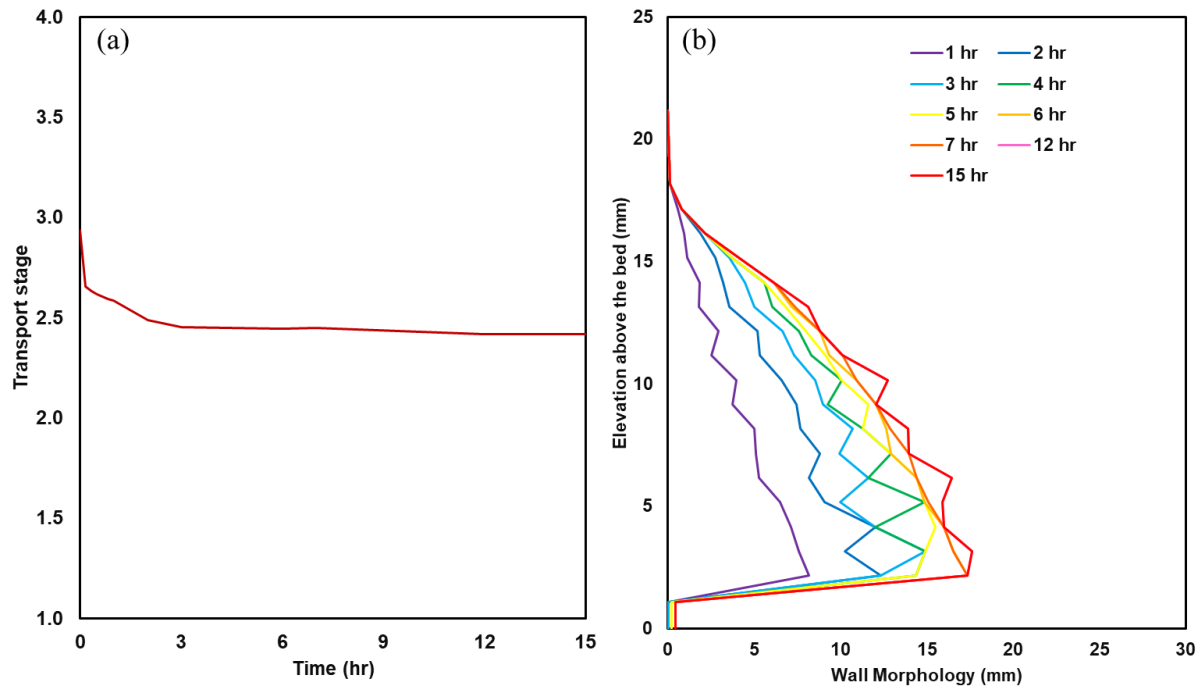 (a)
4.0
3.5
3.0
2.5
2.0
1.5
1.0
Transport stage
0
3
6
9
12
15
Time (hr)
(b)
25
20
15
10
5
0
Elevation above the bed (mm)
1 hr
2 hr
3 hr
4 hr
5 hr
6 hr
7 hr
12 hr
15 hr
0
5
10
15
20
25
30
Wall Morphology (mm)